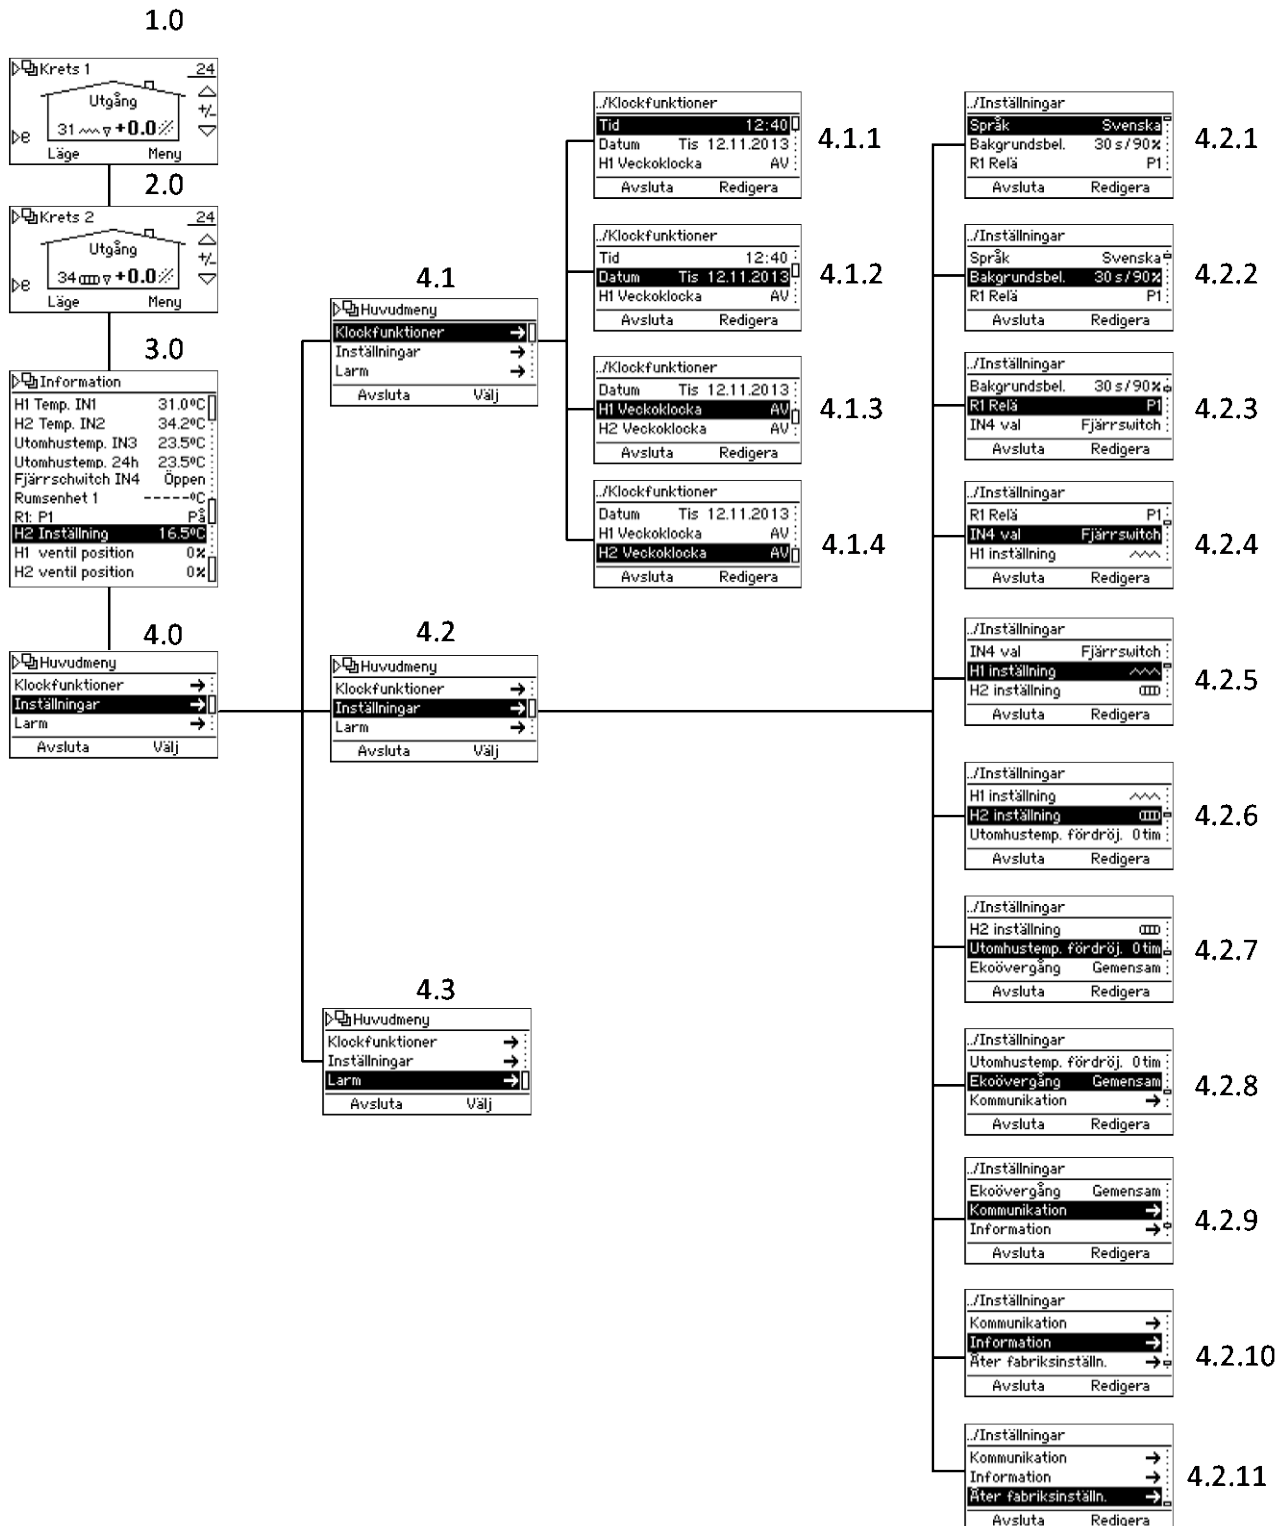 1.0
Krets 1 24
Utgång
31 +0.0
+/-
e
Läge Meny
2.0
Krets 2 24
Utgång
34 +0.0
+/-
e
Läge Meny
3.0
Information
H1 Temp. IN1 31.0°C
H2 Temp. IN2 34.2°C
Utomhustemp. IN3 23.5°C
Utomhustemp. 24h 23.5°C
Fjärrschwitch IN4 Öppen
Rumsenhet 1 -----°C
R1: P1 På
H2 Inställning 16.5°C
H1 ventil position 0%
H2 ventil position 0%
4.0
Huvudmeny
Klockfunktioner →
Inställningar →
Larm →
Avsluta Välj
4.1
Huvudmeny
Klockfunktioner →
Inställningar →
Larm →
Avsluta Välj
4.2
Huvudmeny
Klockfunktioner →
Inställningar →
Larm →
Avsluta Välj
4.3
Huvudmeny
Klockfunktioner →
Inställningar →
Larm →
Avsluta Välj
../Klockfunktioner
Tid 12:40
Datum Tis 12.11.2013
H1 Veckoklocka AV
Avsluta Redigera
4.1.1
../Klockfunktioner
Tid 12:40
Datum Tis 12.11.2013
H1 Veckoklocka AV
Avsluta Redigera
4.1.2
../Klockfunktioner
Datum Tis 12.11.2013
H1 Veckoklocka AV
H2 Veckoklocka AV
Avsluta Redigera
4.1.3
../Klockfunktioner
Datum Tis 12.11.2013
H1 Veckoklocka AV
H2 Veckoklocka AV
Avsluta Redigera
4.1.4
../Inställningar
Språk Svenska
Bakgrundsbel. 30 s/90%
R1 Relä P1
Avsluta Redigera
4.2.1
../Inställningar
Språk Svenska
Bakgrundsbel. 30 s/90%
R1 Relä P1
Avsluta Redigera
4.2.2
../Inställningar
Bakgrundsbel. 30 s/90%
R1 Relä P1
IN4 val Fjärrswitch
Avsluta Redigera
4.2.3
../Inställningar
R1 Relä P1
IN4 val Fjärrswitch
H1 inställning
Avsluta Redigera
4.2.4
../Inställningar
IN4 val Fjärrswitch
H1 inställning
H2 inställning
Avsluta Redigera
4.2.5
../Inställningar
H1 inställning
H2 inställning
Utomhustemp. fördröj. 0 tim
Avsluta Redigera
4.2.6
../Inställningar
H2 inställning
Utomhustemp. fördröj. 0 tim
Ekoövergång Gemensam
Avsluta Redigera
4.2.7
../Inställningar
Utomhustemp. fördröj. 0 tim
Ekoövergång Gemensam
Kommunikation →
Avsluta Redigera
4.2.8
../Inställningar
Ekoövergång Gemensam
Kommunikation →
Information →
Avsluta Redigera
4.2.9
../Inställningar
Kommunikation →
Information →
Åter fabriksinställn. →
Avsluta Redigera
4.2.10
../Inställningar
Kommunikation →
Information →
Åter fabriksinställn. →
Avsluta Redigera
4.2.11